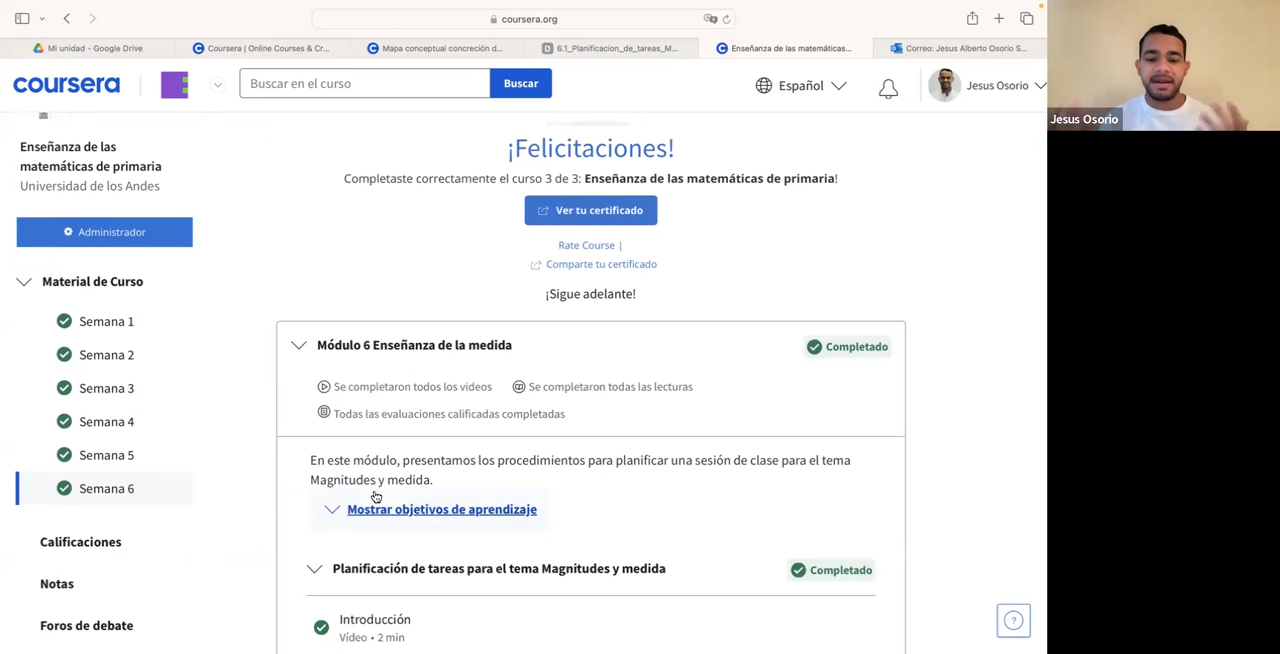 coursera.org
Mi unidad - Google Drive
Coursera | Online Courses & Cr...
Mapa conceptual concreción d...
6.1_Planificacion_de_tareas_M...
Enseñanza de las matemáticas...
Correo: Jesus Alberto Osorio S...
coursera
Buscar en el curso
Buscar
Español
Jesus Osorio
Jesus Osorio
Enseñanza de las
matemáticas de primaria
Universidad de los Andes
Administrador
Material de Curso
Semana 1
Semana 2
Semana 3
Semana 4
Semana 5
Semana 6
Calificaciones
Notas
Foros de debate
¡Felicitaciones!
Completaste correctamente el curso 3 de 3: Enseñanza de las matemáticas de primaria!
Ver tu certificado
Rate Course |
Comparte tu certificado
¡Sigue adelante!
Módulo 6 Enseñanza de la medida
Completado
Se completaron todos los videos
Se completaron todas las lecturas
Todas las evaluaciones calificadas completadas
En este módulo, presentamos los procedimientos para planificar una sesión de clase para el tema
Magnitudes y medida.
Mostrar objetivos de aprendizaje
Planificación de tareas para el tema Magnitudes y medida
Completado
Introducción
Vídeo • 2 min
?